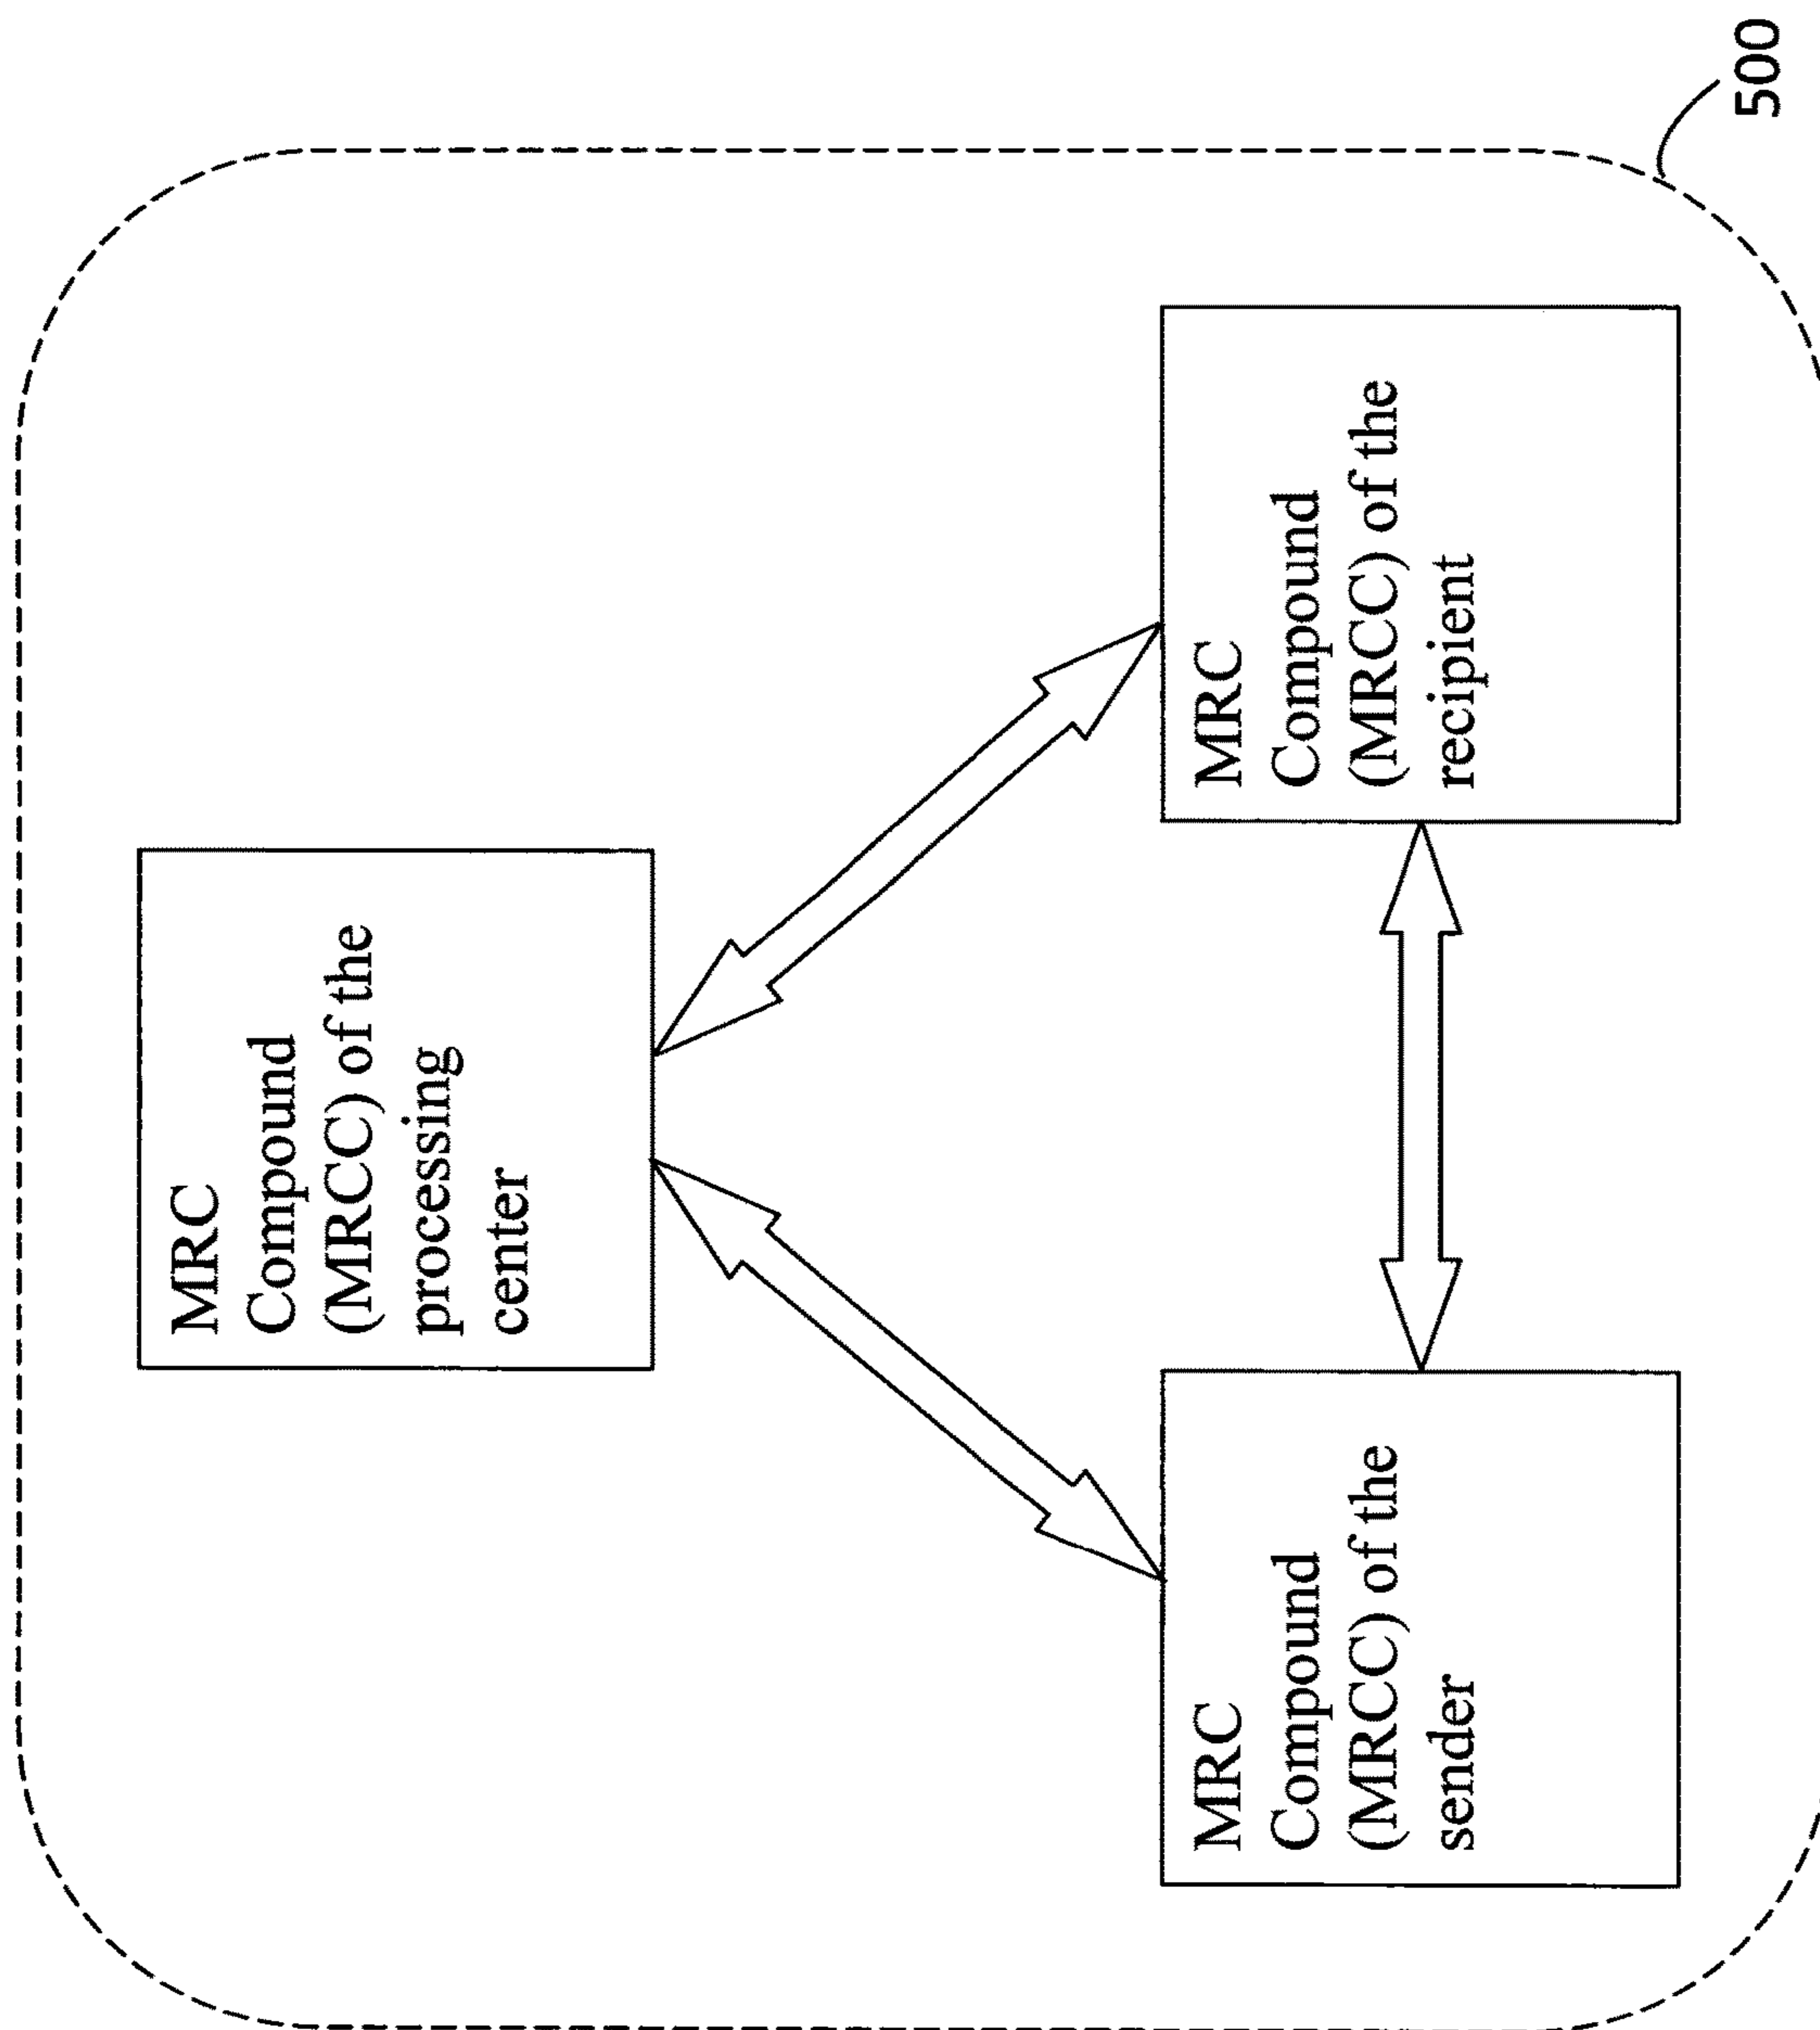 MRC
Compound
(MRCC) of the
processing
center
MRC
Compound
(MRCC) of the
sender
MRC
Compound
(MRCC) of the
recipient
500